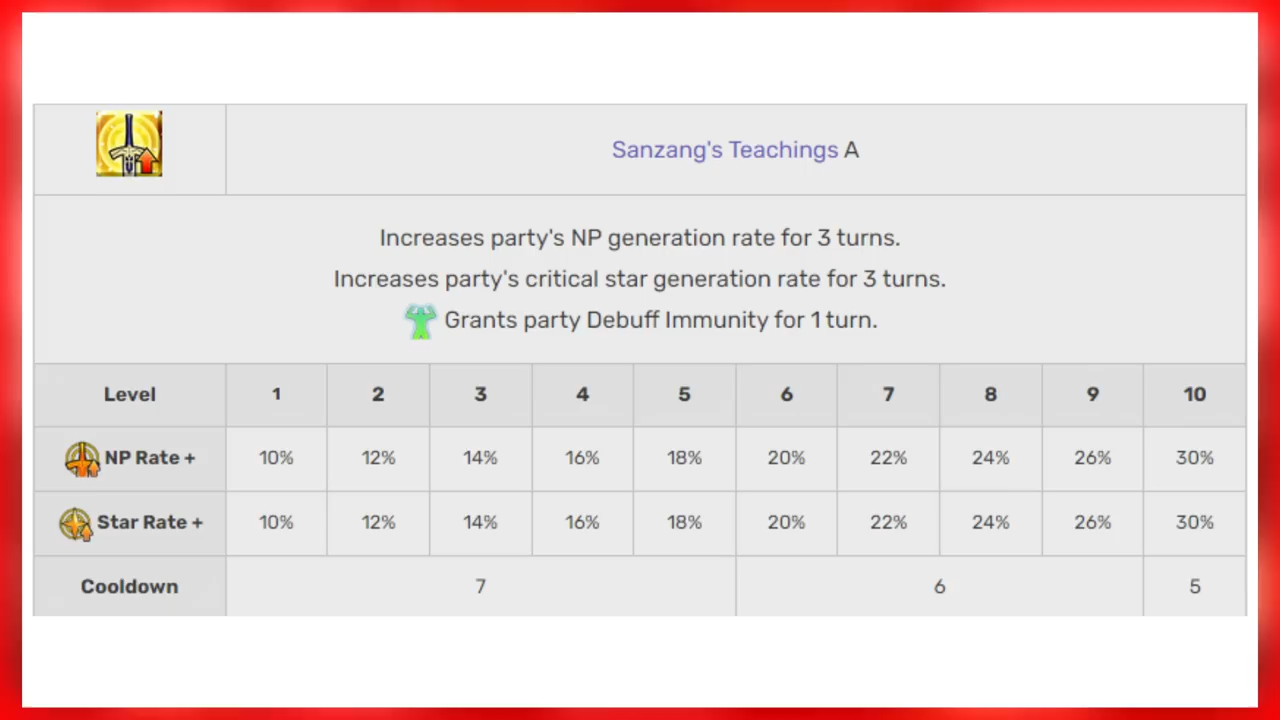 Sanzang's Teachings A
Increases party's NP generation rate for 3 turns.
Increases party's critical star generation rate for 3 turns.
Grants party Debuff Immunity for 1 turn.
Level 1 2 3 4 5 6 7 8 9 10
NP Rate + 10% 12% 14% 16% 18% 20% 22% 24% 26% 30%
Star Rate + 10% 12% 14% 16% 18% 20% 22% 24% 26% 30%
Cooldown 7 6 5